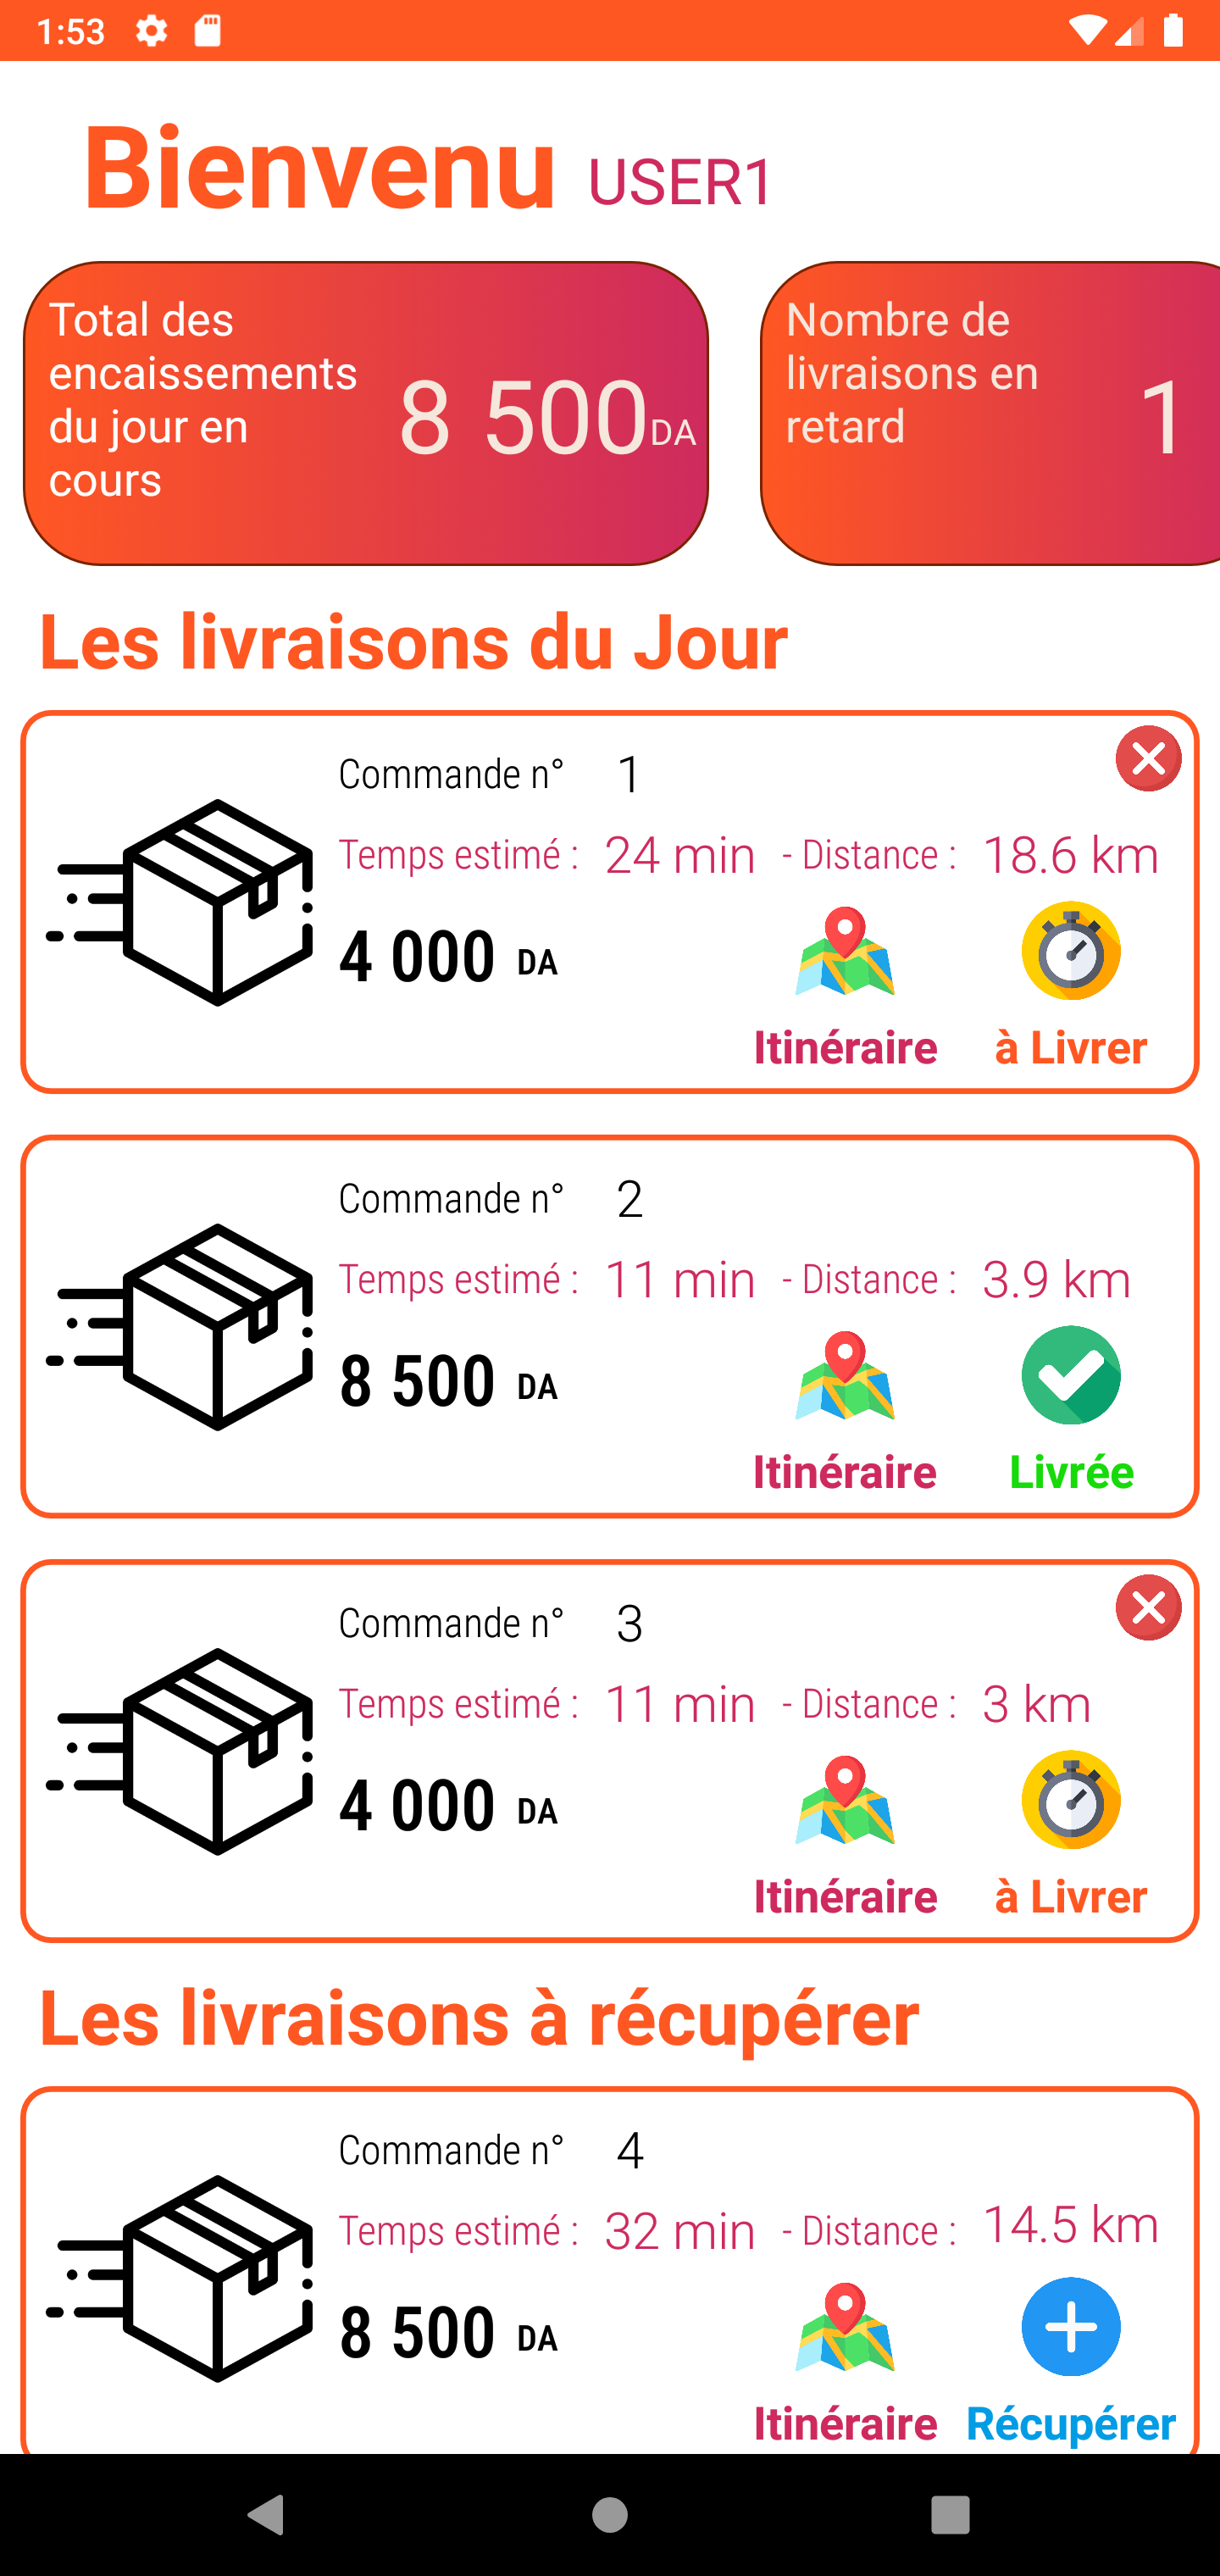 1:53
Bienvenu USER1
Total des
encaissements
du jour en
cours
8 500DA
Nombre de
livraisons en
retard
1
Les livraisons du Jour
Commande n° 1
Temps estimé : 24 min - Distance : 18.6 km
4 000 DA
Itinéraire
à Livrer
Commande n° 2
Temps estimé : 11 min - Distance : 3.9 km
8 500 DA
Itinéraire
Livrée
Commande n° 3
Temps estimé : 11 min - Distance : 3 km
4 000 DA
Itinéraire
à Livrer
Les livraisons à récupérer
Commande n° 4
Temps estimé : 32 min - Distance : 14.5 km
8 500 DA
Itinéraire
Récupérer